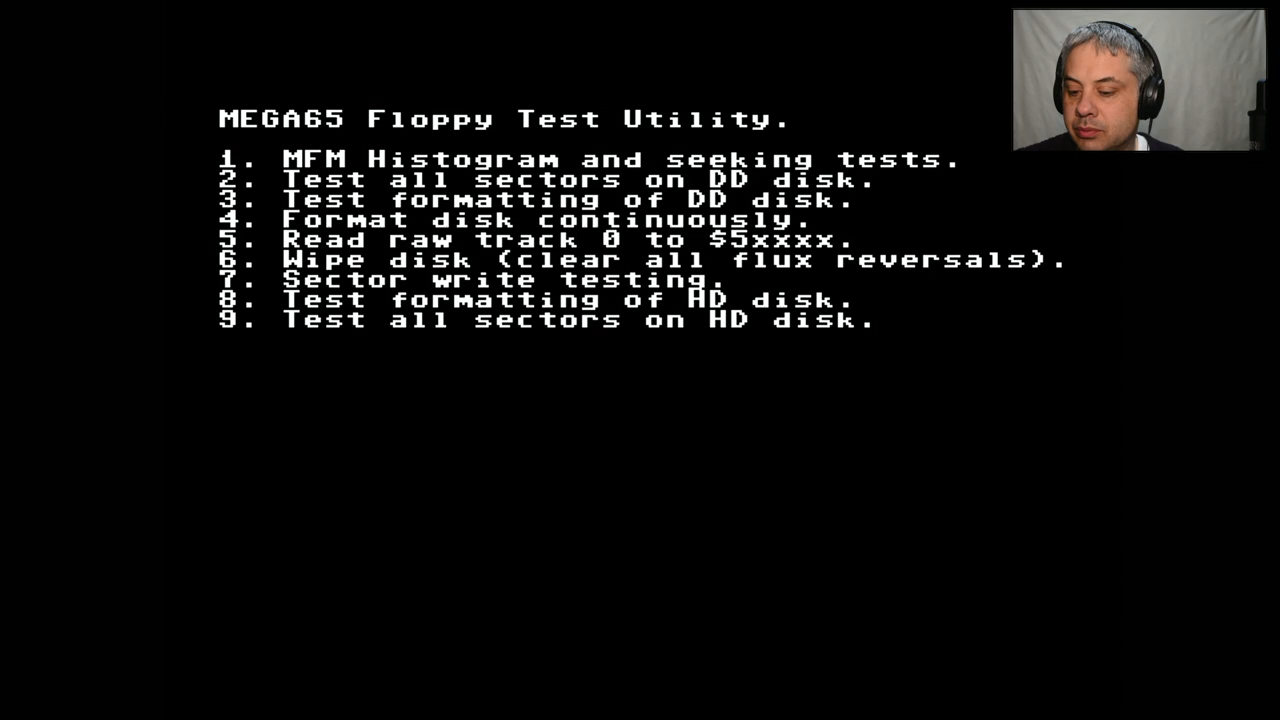 MEGA65 Floppy Test Utility.
1. MFM Histogram and seeking tests.
2. Test all sectors on DD disk.
3. Test formatting of DD disk.
4. Format disk continuously.
5. Read raw track 0 to $5xxxx.
6. Wipe disk (clear all flux reversals).
7. Sector write testing.
8. Test formatting of HD disk.
9. Test all sectors on HD disk.